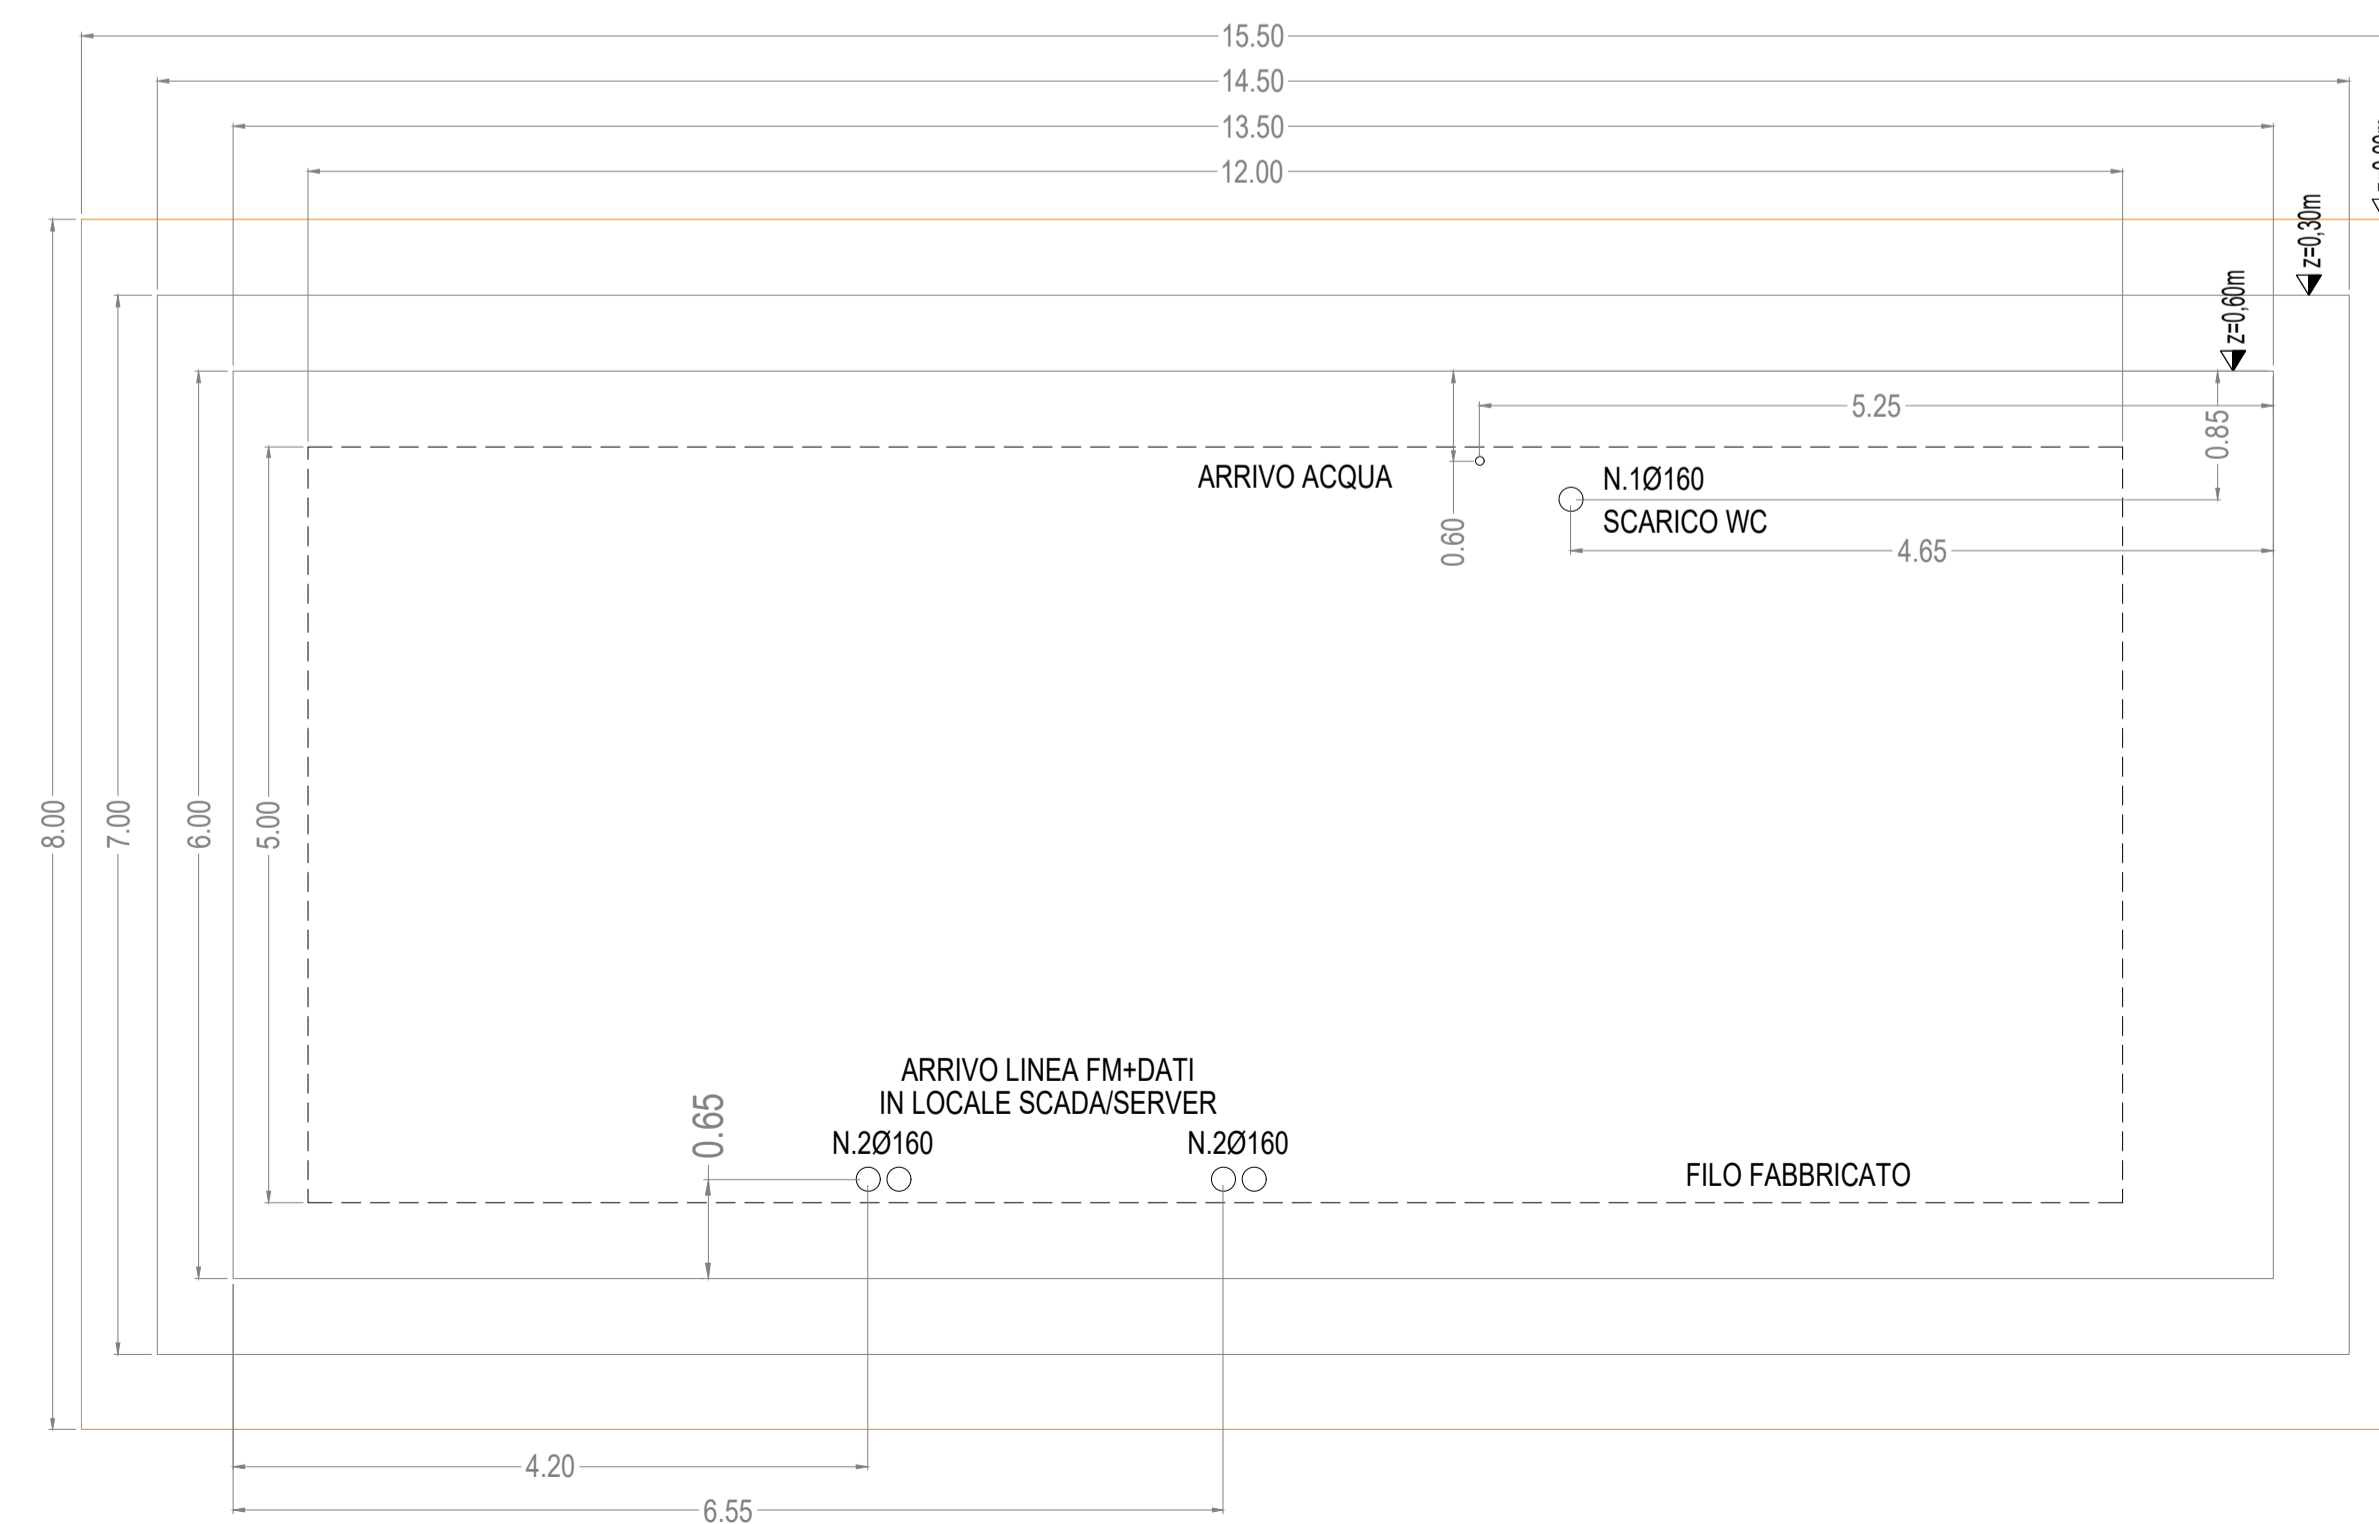 15.50
14.50
13.50
12.00
z=0,30m
z=0,60m
5.25
0.85
ARRIVO ACQUA
N.1Ø160
SCARICO WC
0.60
4.65
8.00
7.00
6.00
5.00
ARRIVO LINEA FM+DATI
IN LOCALE SCADA/SERVER
0.65
N.2Ø160
N.2Ø160
FILO FABBRICATO
4.20
6.55